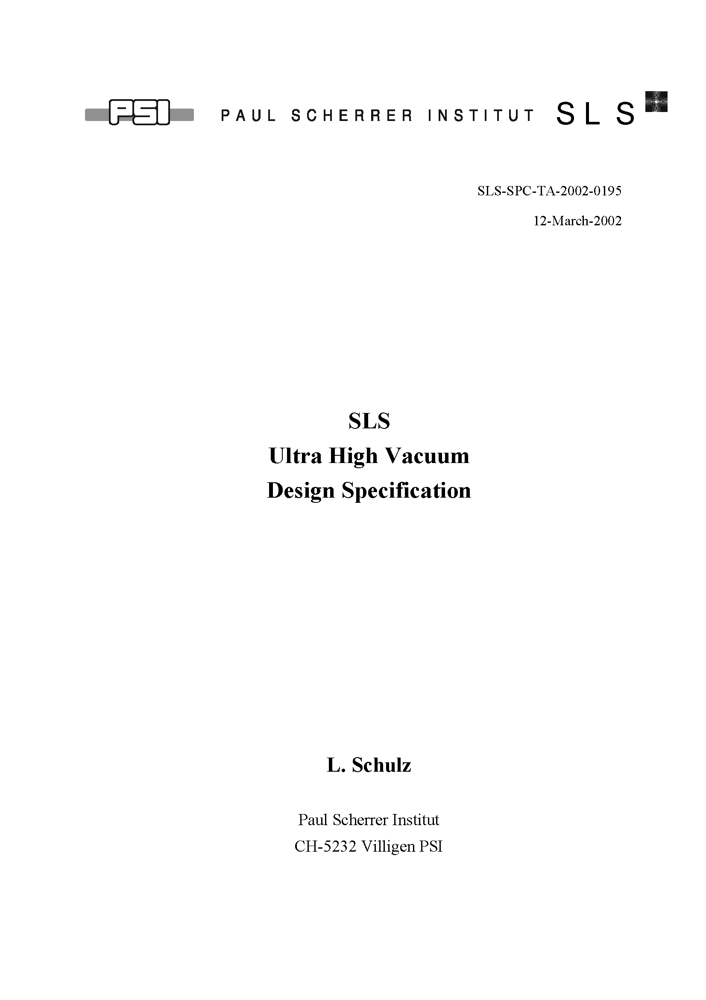 PSI PAUL SCHERRER INSTITUT SLS
SLS-SPC-TA-2002-0195
12-March-2002
SLS
Ultra High Vacuum
Design Specification
L. Schulz
Paul Scherrer Institut
CH-5232 Villigen PSI